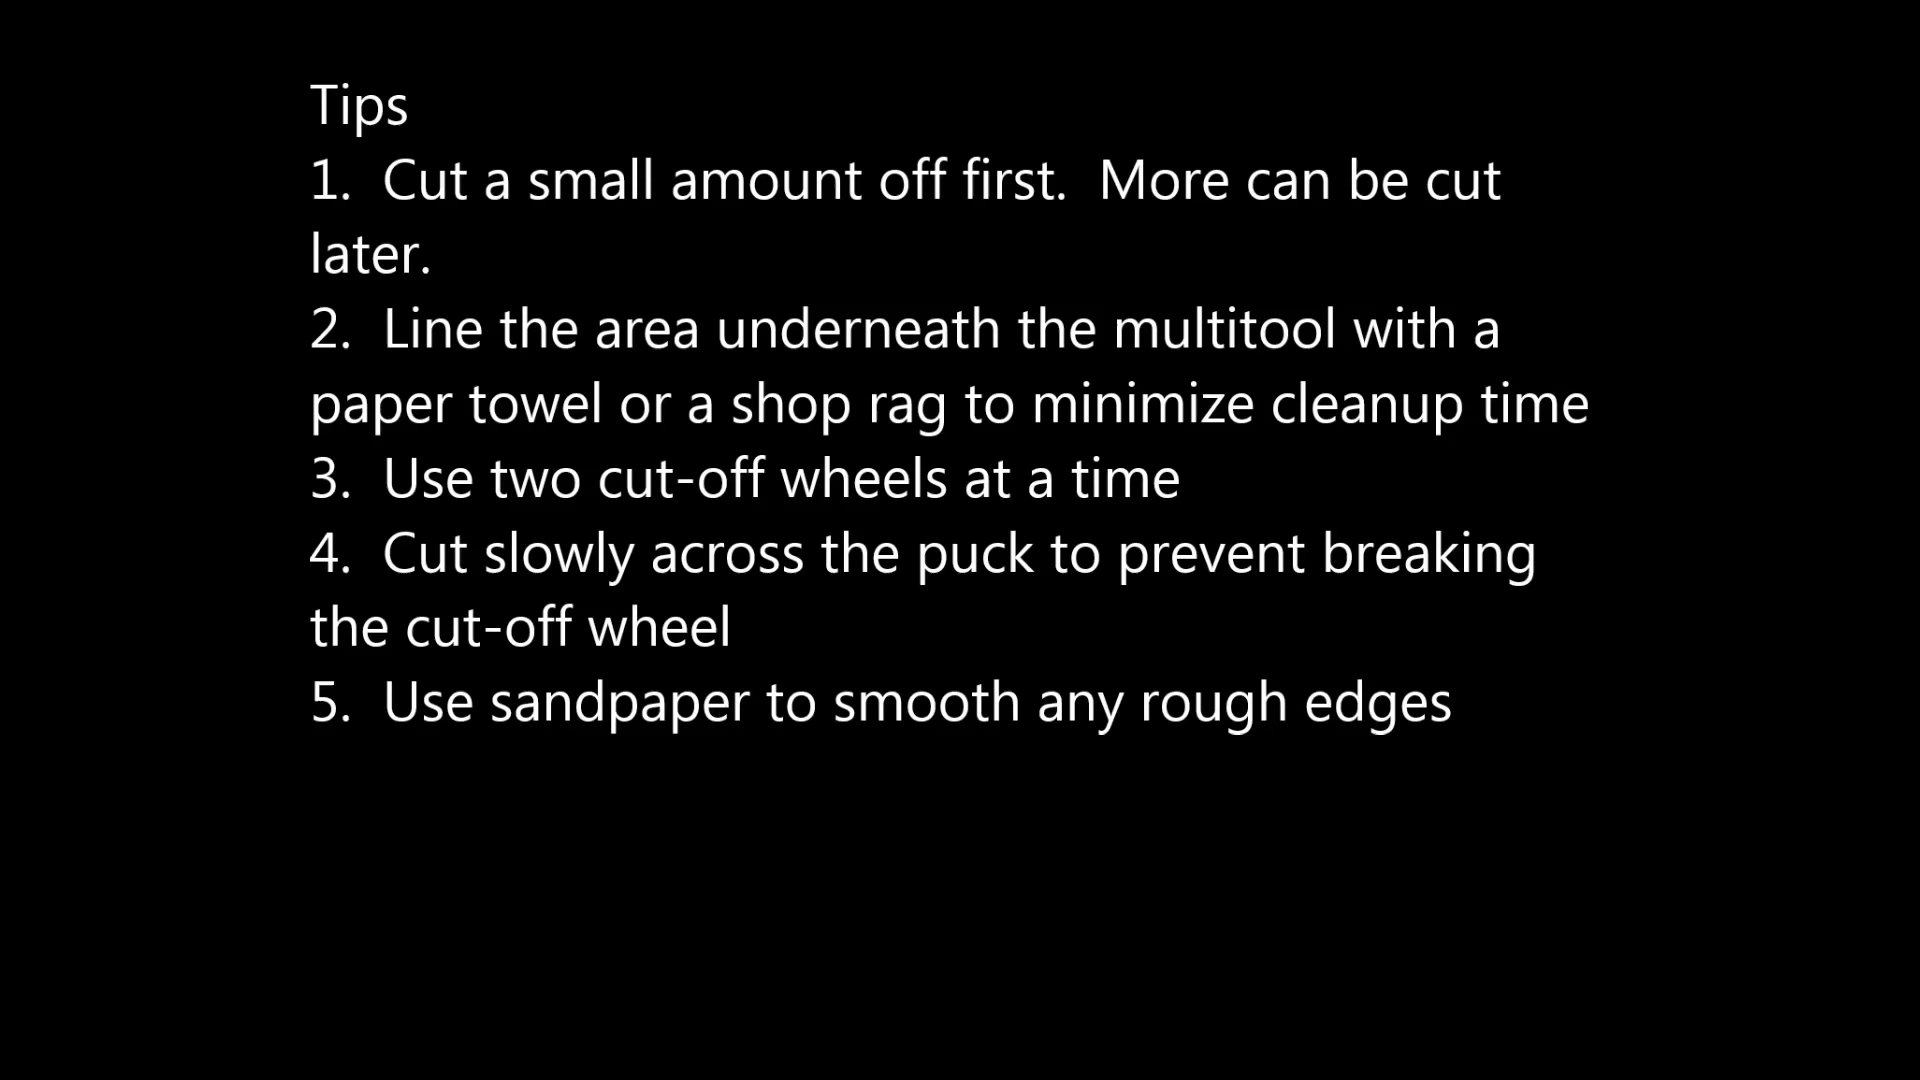 Tips
1.  Cut a small amount off first.  More can be cut
later.
2.  Line the area underneath the multitool with a
paper towel or a shop rag to minimize cleanup time
3.  Use two cut-off wheels at a time
4.  Cut slowly across the puck to prevent breaking
the cut-off wheel
5.  Use sandpaper to smooth any rough edges